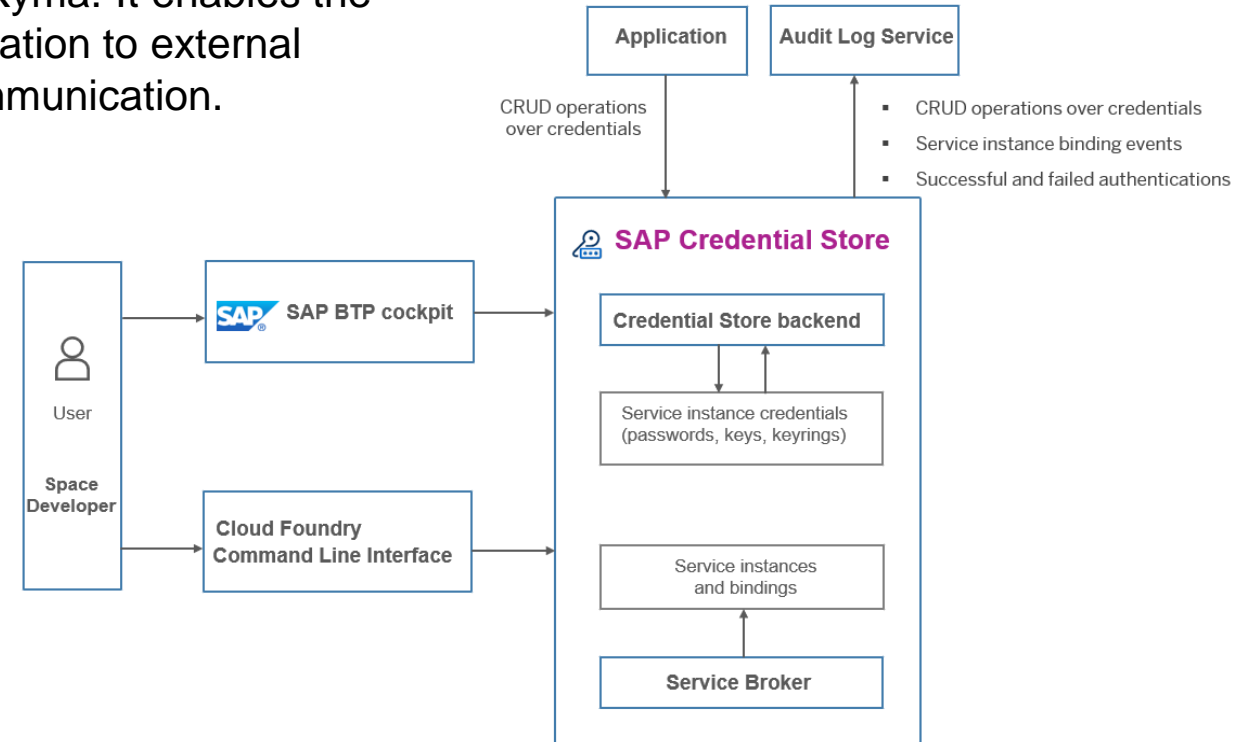 kyma. It enables the
ation to external
mmunication.
Application
Audit Log Service
CRUD operations
over credentials
▪ CRUD operations over credentials
▪ Service instance binding events
▪ Successful and failed authentications
SAP Credential Store
SAP®
SAP BTP cockpit
Credential Store backend
User
Service instance credentials
(passwords, keys, keyrings)
Space
Developer
Cloud Foundry
Command Line Interface
Service instances
and bindings
Service Broker